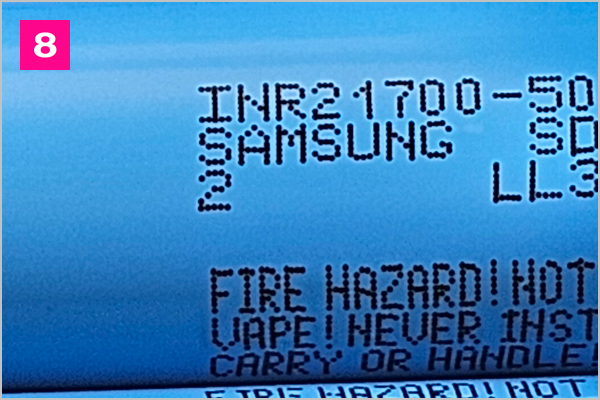 8
INR21700-50
SAMSUNG SD
2 LL3
FIRE HAZARD! NOT
VAPE! NEVER INST
CARRY OR HANDLE!
FIRE HAZARD! NOT